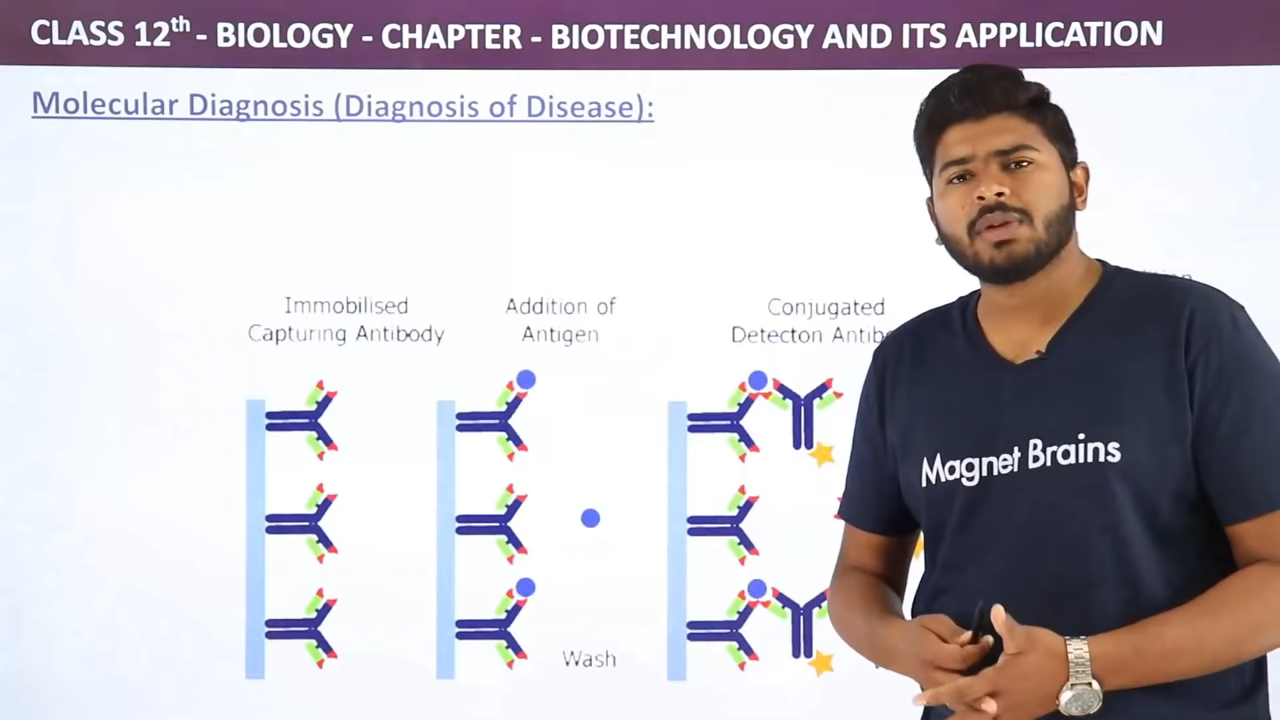 CLASS 12th - BIOLOGY - CHAPTER - BIOTECHNOLOGY AND ITS APPLICATION
Molecular Diagnosis (Diagnosis of Disease):
Immobilised
Capturing Antibody
Addition of
Antigen
Conjugated
Detecton
Wash
Magnet Brains